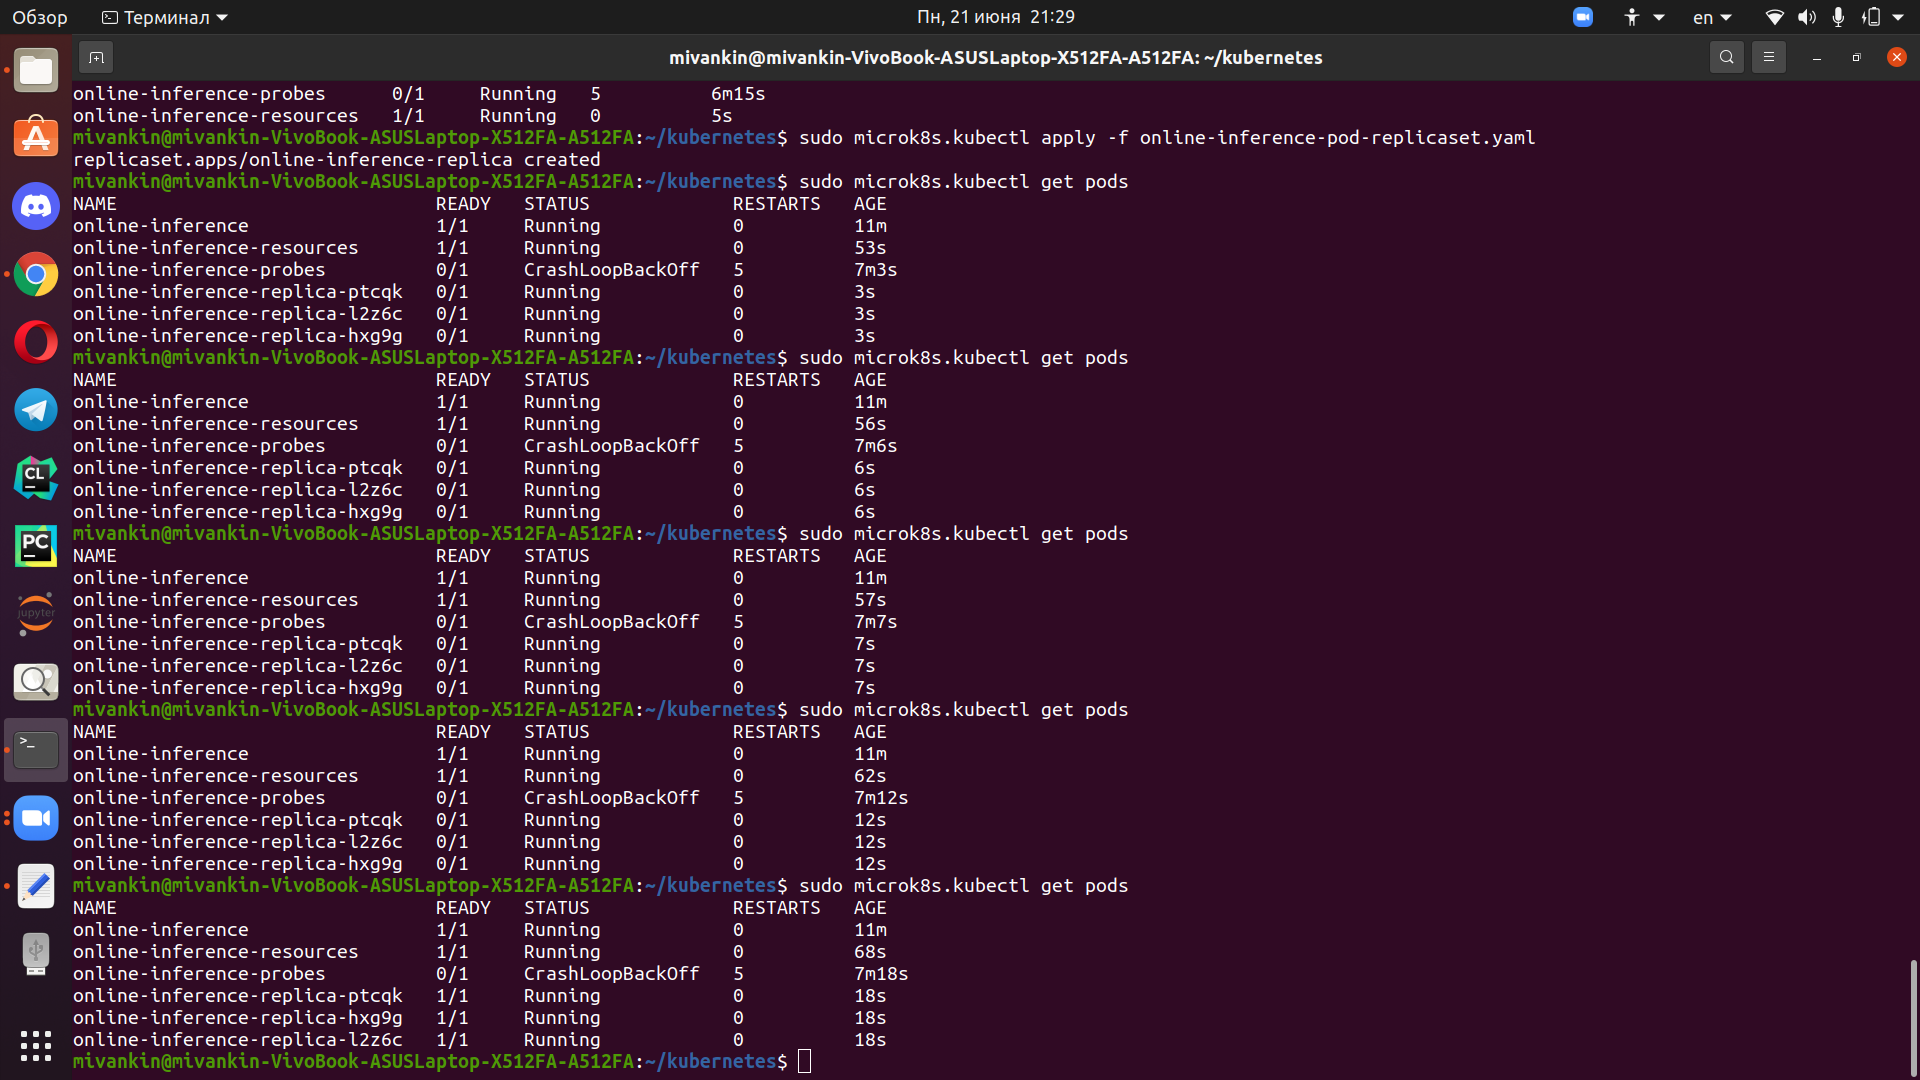 Обзор Терминал Пн, 21 июня 21:29 en
mivankin@mivankin-VivoBook-ASUSLaptop-X512FA-A512FA: ~/kubernetes
online-inference-probes 0/1 Running 5 6m15s
online-inference-resources 1/1 Running 0 5s
mivankin@mivankin-VivoBook-ASUSLaptop-X512FA-A512FA:~/kubernetes$ sudo microk8s.kubectl apply -f online-inference-pod-replicaset.yaml
replicaset.apps/online-inference-replica created
mivankin@mivankin-VivoBook-ASUSLaptop-X512FA-A512FA:~/kubernetes$ sudo microk8s.kubectl get pods
NAME READY STATUS RESTARTS AGE
online-inference 1/1 Running 0 11m
online-inference-resources 1/1 Running 0 53s
online-inference-probes 0/1 CrashLoopBackOff 5 7m3s
online-inference-replica-ptcqk 0/1 Running 0 3s
online-inference-replica-l2z6c 0/1 Running 0 3s
online-inference-replica-hxg9g 0/1 Running 0 3s
mivankin@mivankin-VivoBook-ASUSLaptop-X512FA-A512FA:~/kubernetes$ sudo microk8s.kubectl get pods
NAME READY STATUS RESTARTS AGE
online-inference 1/1 Running 0 11m
online-inference-resources 1/1 Running 0 56s
online-inference-probes 0/1 CrashLoopBackOff 5 7m6s
online-inference-replica-ptcqk 0/1 Running 0 6s
online-inference-replica-l2z6c 0/1 Running 0 6s
online-inference-replica-hxg9g 0/1 Running 0 6s
mivankin@mivankin-VivoBook-ASUSLaptop-X512FA-A512FA:~/kubernetes$ sudo microk8s.kubectl get pods
NAME READY STATUS RESTARTS AGE
online-inference 1/1 Running 0 11m
online-inference-resources 1/1 Running 0 57s
online-inference-probes 0/1 CrashLoopBackOff 5 7m7s
online-inference-replica-ptcqk 0/1 Running 0 7s
online-inference-replica-l2z6c 0/1 Running 0 7s
online-inference-replica-hxg9g 0/1 Running 0 7s
mivankin@mivankin-VivoBook-ASUSLaptop-X512FA-A512FA:~/kubernetes$ sudo microk8s.kubectl get pods
NAME READY STATUS RESTARTS AGE
online-inference 1/1 Running 0 11m
online-inference-resources 1/1 Running 0 62s
online-inference-probes 0/1 CrashLoopBackOff 5 7m12s
online-inference-replica-ptcqk 0/1 Running 0 12s
online-inference-replica-l2z6c 0/1 Running 0 12s
online-inference-replica-hxg9g 0/1 Running 0 12s
mivankin@mivankin-VivoBook-ASUSLaptop-X512FA-A512FA:~/kubernetes$ sudo microk8s.kubectl get pods
NAME READY STATUS RESTARTS AGE
online-inference 1/1 Running 0 11m
online-inference-resources 1/1 Running 0 68s
online-inference-probes 0/1 CrashLoopBackOff 5 7m18s
online-inference-replica-ptcqk 1/1 Running 0 18s
online-inference-replica-hxg9g 1/1 Running 0 18s
online-inference-replica-l2z6c 1/1 Running 0 18s
mivankin@mivankin-VivoBook-ASUSLaptop-X512FA-A512FA:~/kubernetes$
CL
PC
jupyter
>_